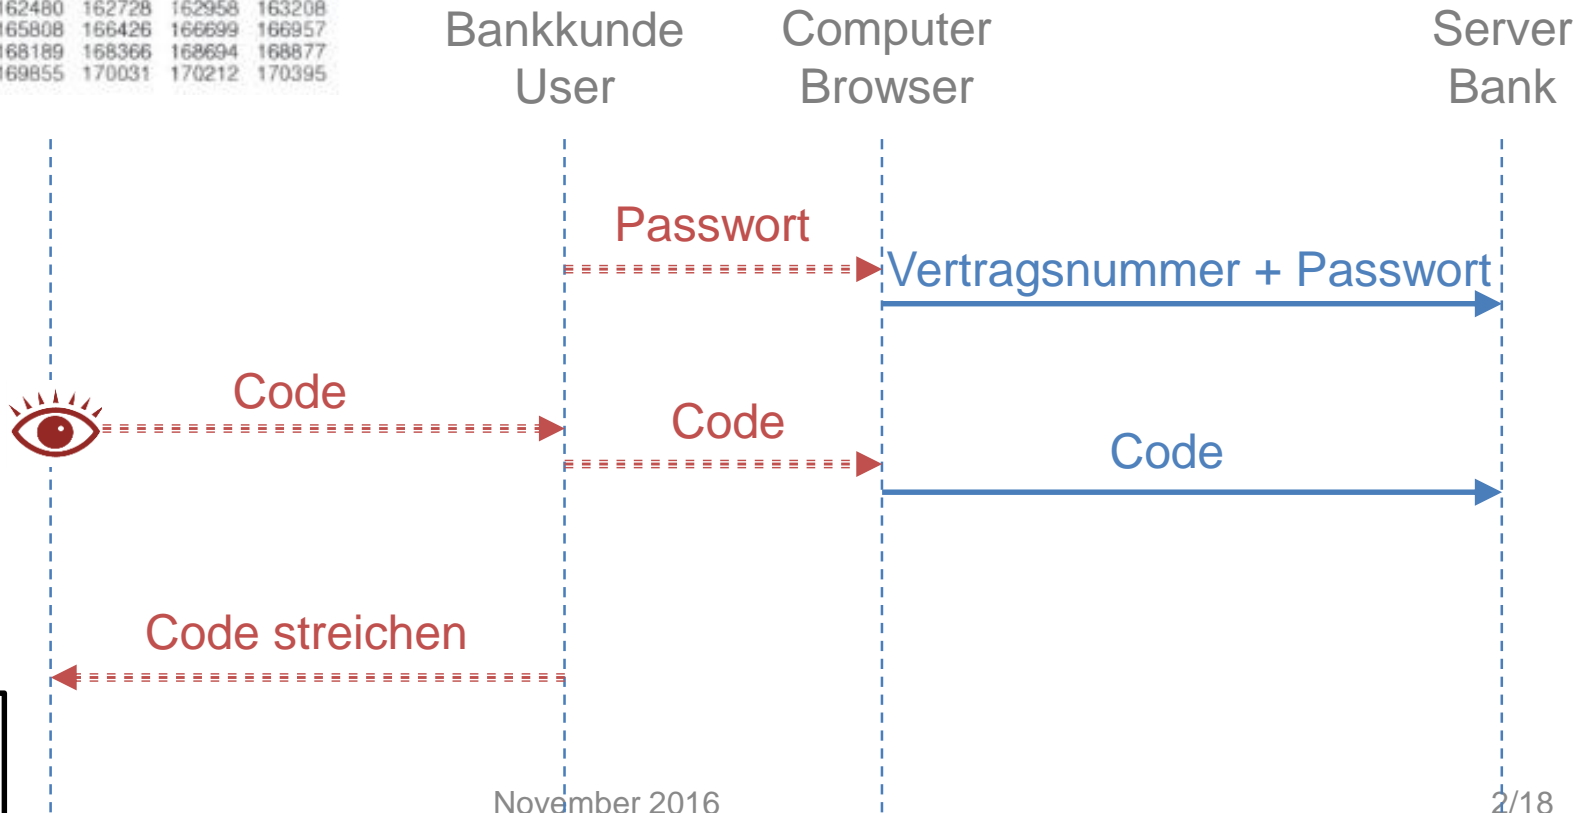 162480 162728 162958 163208
165808 166426 166699 166957
168189 168366 168694 168877
169855 170031 170212 170395
Bankkunde
User
Computer
Browser
Server
Bank
Passwort
Vertragsnummer + Passwort
Code
Code
Code
Code streichen
November 2016
2/18